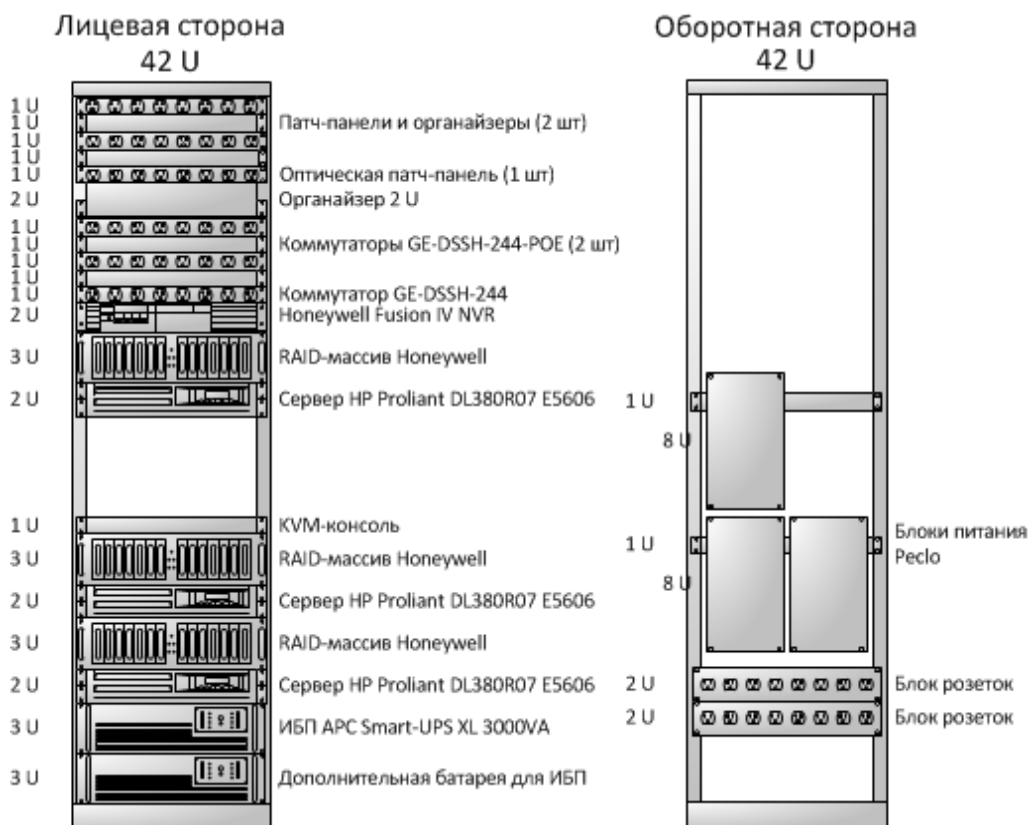 Лицевая сторона
42 U
1 U
1 U
Патч-панели и органайзеры (2 шт)
1 U
1 U
1 U
Оптическая патч-панель (1 шт)
2 U
Органайзер 2 U
1 U
1 U
Коммутаторы GE-DSSH-244-POE (2 шт)
1 U
1 U
1 U
Коммутатор GE-DSSH-244
2 U
Honeywell Fusion IV NVR
3 U
RAID-массив Honeywell
2 U
Сервер HP Proliant DL380R07 E5606
1 U
KVM-консоль
3 U
RAID-массив Honeywell
2 U
Сервер HP Proliant DL380R07 E5606
3 U
RAID-массив Honeywell
2 U
Сервер HP Proliant DL380R07 E5606
3 U
ИБП APC Smart-UPS XL 3000VA
3 U
Дополнительная батарея для ИБП
Оборотная сторона
42 U
1 U
8 U
1 U
Блоки питания
Peclo
8 U
2 U
Блок розеток
2 U
Блок розеток